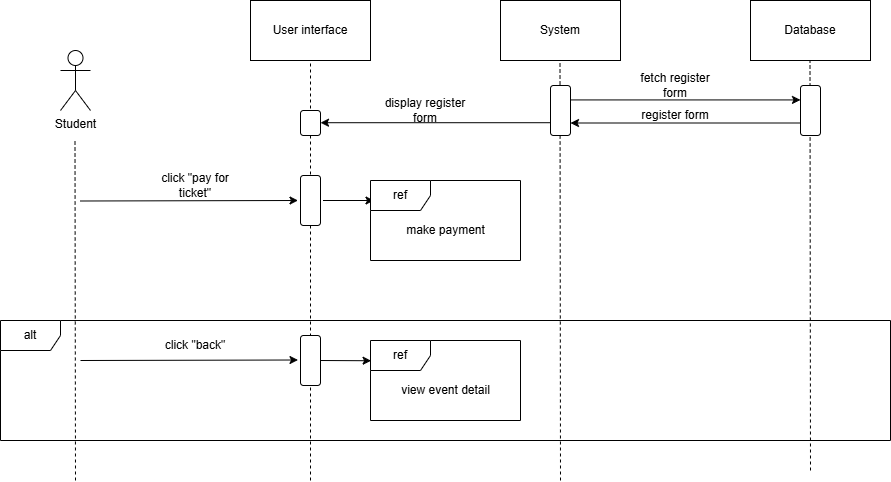 User interface
System
Database
Student
fetch register
form
display register
form
register form
click "pay for
ticket"
ref
make payment
alt
click "back"
ref
view event detail